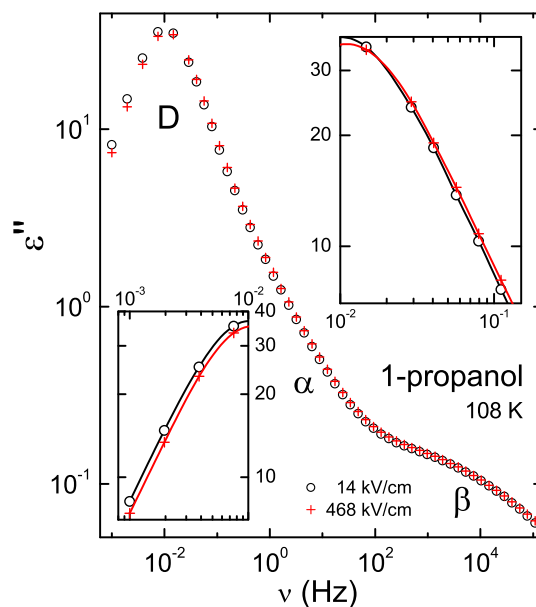 40
30
20
10
10⁻² 10⁻¹
D
10¹
10⁰
10⁻¹
ε"
10⁻³ 10⁻²
40
30
20
10
α
1-propanol
108 K
14 kV/cm
468 kV/cm
β
10⁻² 10⁰ 10² 10⁴
ν (Hz)